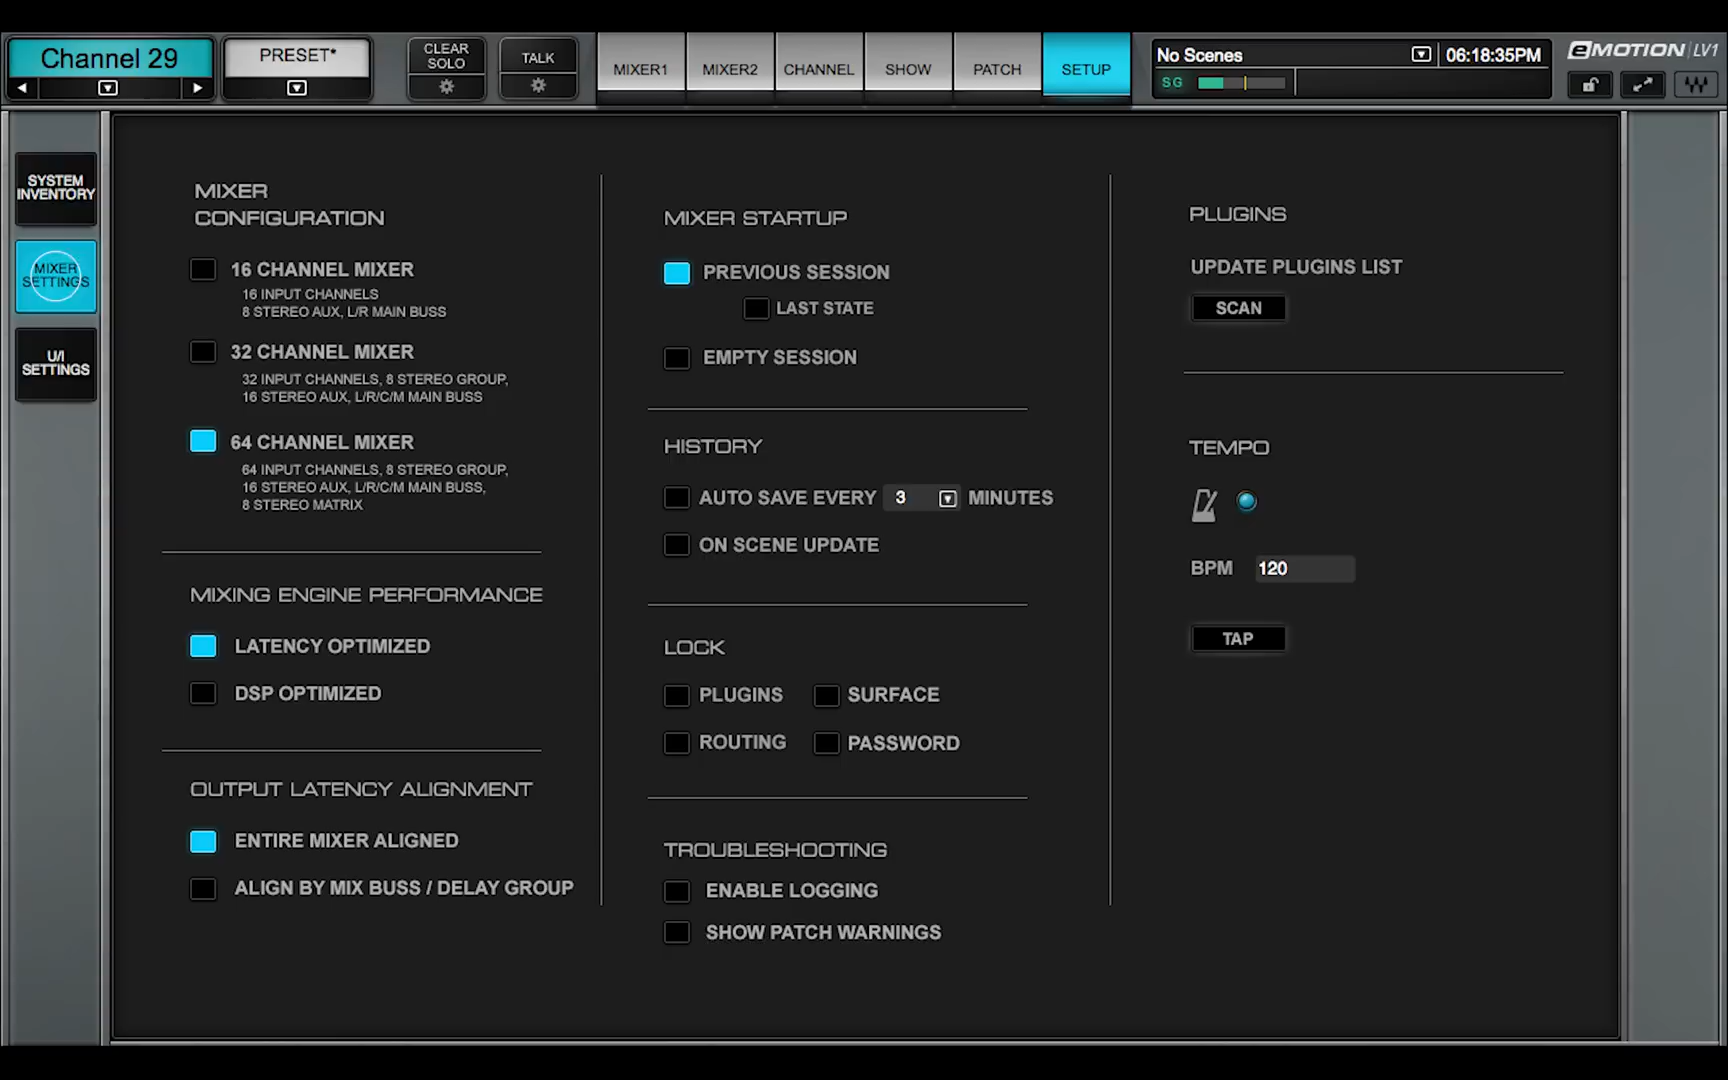 Channel 29
PRESET*
CLEAR
SOLO
TALK
MIXER1
MIXER2
CHANNEL
SHOW
PATCH
SETUP
No Scenes
06:18:35PM
SG
eMOTION LV1
SYSTEM
INVENTORY
MIXER
SETTINGS
U/I
SETTINGS
MIXER
CONFIGURATION
16 CHANNEL MIXER
16 INPUT CHANNELS
8 STEREO AUX, L/R MAIN BUSS
32 CHANNEL MIXER
32 INPUT CHANNELS, 8 STEREO GROUP,
16 STEREO AUX, L/R/C/M MAIN BUSS
64 CHANNEL MIXER
64 INPUT CHANNELS, 8 STEREO GROUP,
16 STEREO AUX, L/R/C/M MAIN BUSS,
8 STEREO MATRIX
MIXING ENGINE PERFORMANCE
LATENCY OPTIMIZED
DSP OPTIMIZED
OUTPUT LATENCY ALIGNMENT
ENTIRE MIXER ALIGNED
ALIGN BY MIX BUSS / DELAY GROUP
MIXER STARTUP
PREVIOUS SESSION
LAST STATE
EMPTY SESSION
HISTORY
AUTO SAVE EVERY 3 MINUTES
ON SCENE UPDATE
LOCK
PLUGINS SURFACE
ROUTING PASSWORD
TROUBLESHOOTING
ENABLE LOGGING
SHOW PATCH WARNINGS
PLUGINS
UPDATE PLUGINS LIST
SCAN
TEMPO
BPM 120
TAP